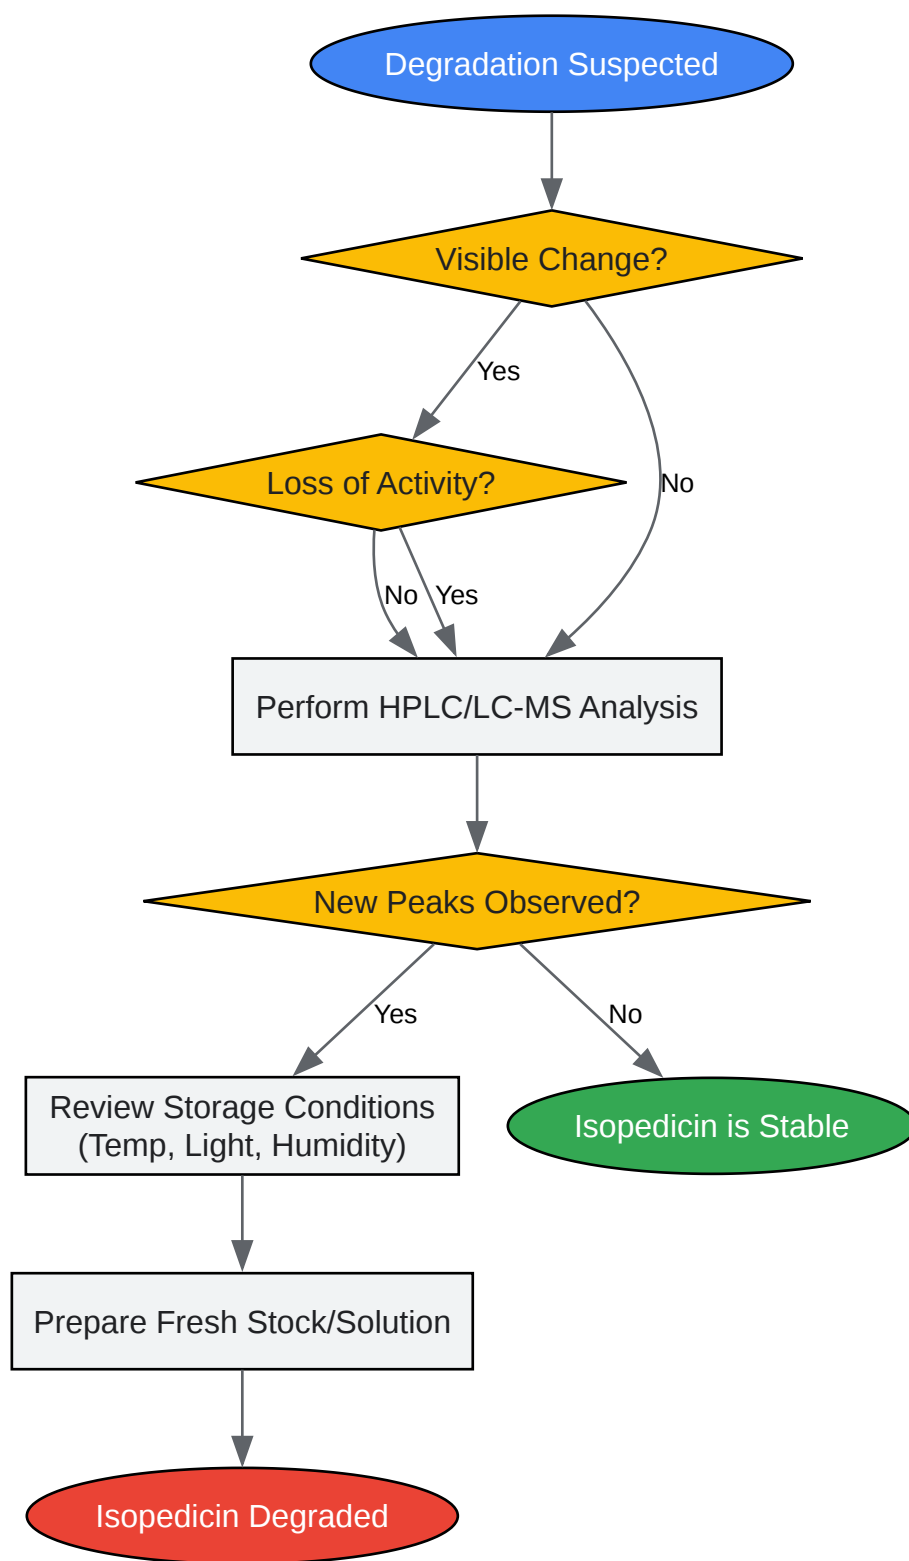 Degradation Suspected
Visible Change?
Yes
Loss of Activity?
No
No
Yes
Perform HPLC/LC-MS Analysis
New Peaks Observed?
Yes
No
Review Storage Conditions
(Temp, Light, Humidity)
Isopedicin is Stable
Prepare Fresh Stock/Solution
Isopedicin Degraded